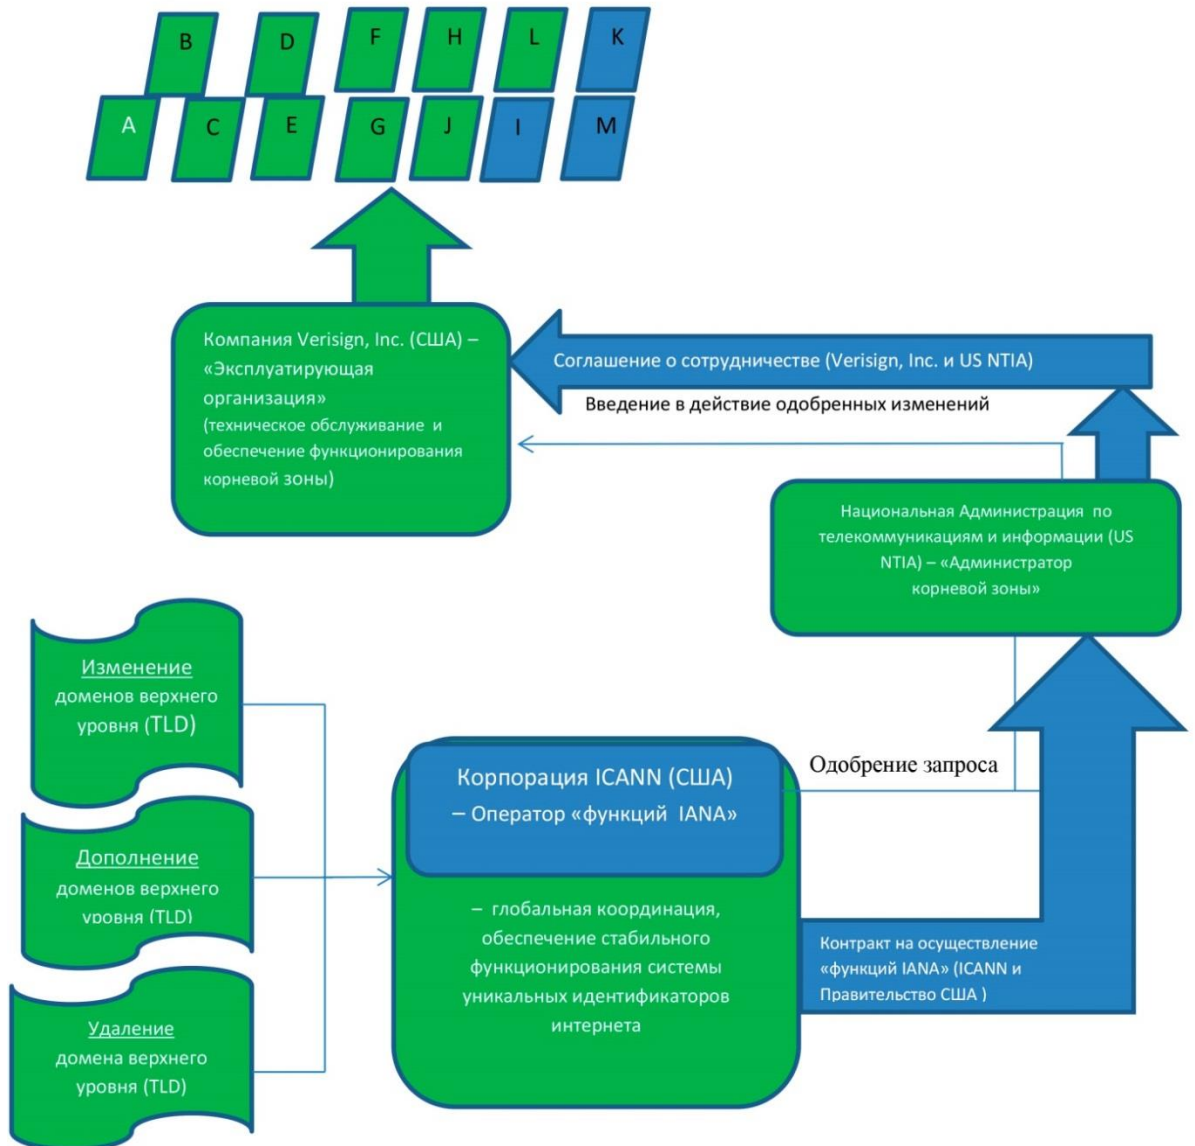 B D F H L K
A C E G J I M
Компания Verisign, Inc. (США) –
«Эксплуатирующая
организация»
(техническое обслуживание и
обеспечение функционирования
корневой зоны)
Соглашение о сотрудничестве (Verisign, Inc. и US NTIA)
Введение в действие одобренных изменений
Национальная Администрация по
телекоммуникациям и информации (US
NTIA) – «Администратор
корневой зоны»
Изменение
доменов верхнего
уровня (TLD)
Дополнение
доменов верхнего
уровня (TLD)
Удаление
домена верхнего
уровня (TLD)
Корпорация ICANN (США)
– Оператор «функций IANA»
– глобальная координация,
обеспечение стабильного
функционирования системы
уникальных идентификаторов
интернета
Одобрение запроса
Контракт на осуществление
«функций IANA» (ICANN и
Правительство США )